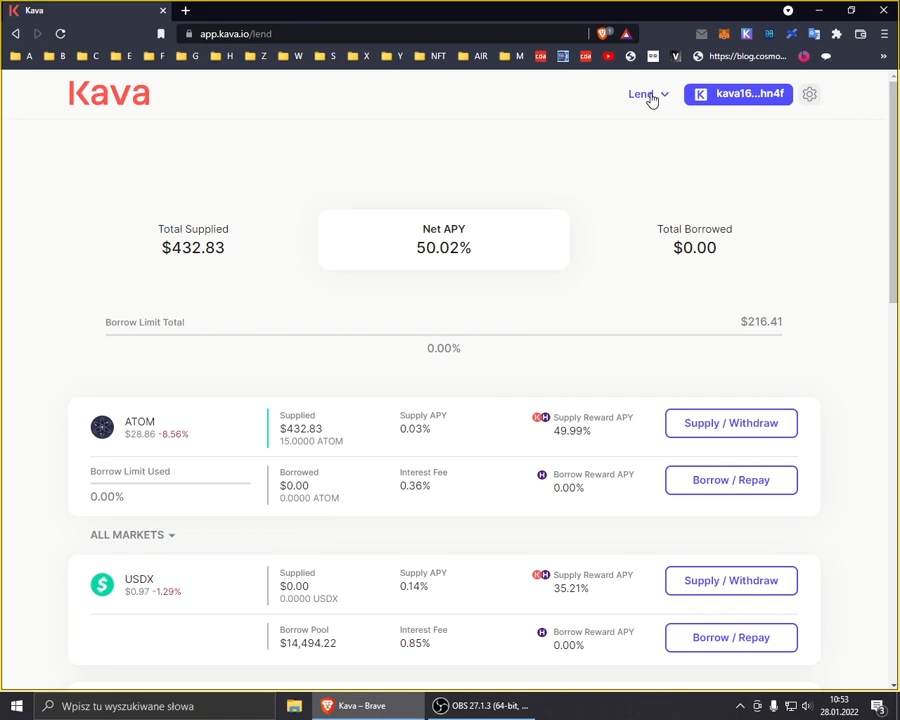 Kava
app.kava.io/lend
A B C E F G H Z W S X Y NFT AIR M https://blog.cosmo...
Kava
Lend
kava16...hn4f
Total Supplied
$432.83
Net APY
50.02%
Total Borrowed
$0.00
Borrow Limit Total
$216.41
0.00%
ATOM
$28.86 -8.56%
Supplied
$432.83
15.0000 ATOM
Supply APY
0.03%
Supply Reward APY
49.99%
Supply / Withdraw
Borrow Limit Used
0.00%
Borrowed
$0.00
0.0000 ATOM
Interest Fee
0.36%
Borrow Reward APY
0.00%
Borrow / Repay
ALL MARKETS
USDX
$0.97 -1.29%
Supplied
$0.00
0.0000 USDX
Supply APY
0.14%
Supply Reward APY
35.21%
Supply / Withdraw
Borrow Pool
$14,494.22
Interest Fee
0.85%
Borrow Reward APY
0.00%
Borrow / Repay
Wpisz tu wyszukiwane słowa
Kava – Brave
OBS 27.1.3 (64-bit, ...
10:53
28.01.2022
3